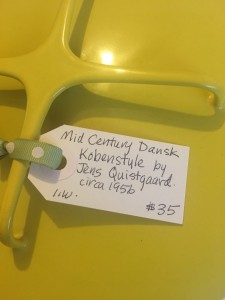 Mid Century Dansk
Kobenstyle by
Jens Quistgaard.
circa 1956
I.W.
$35